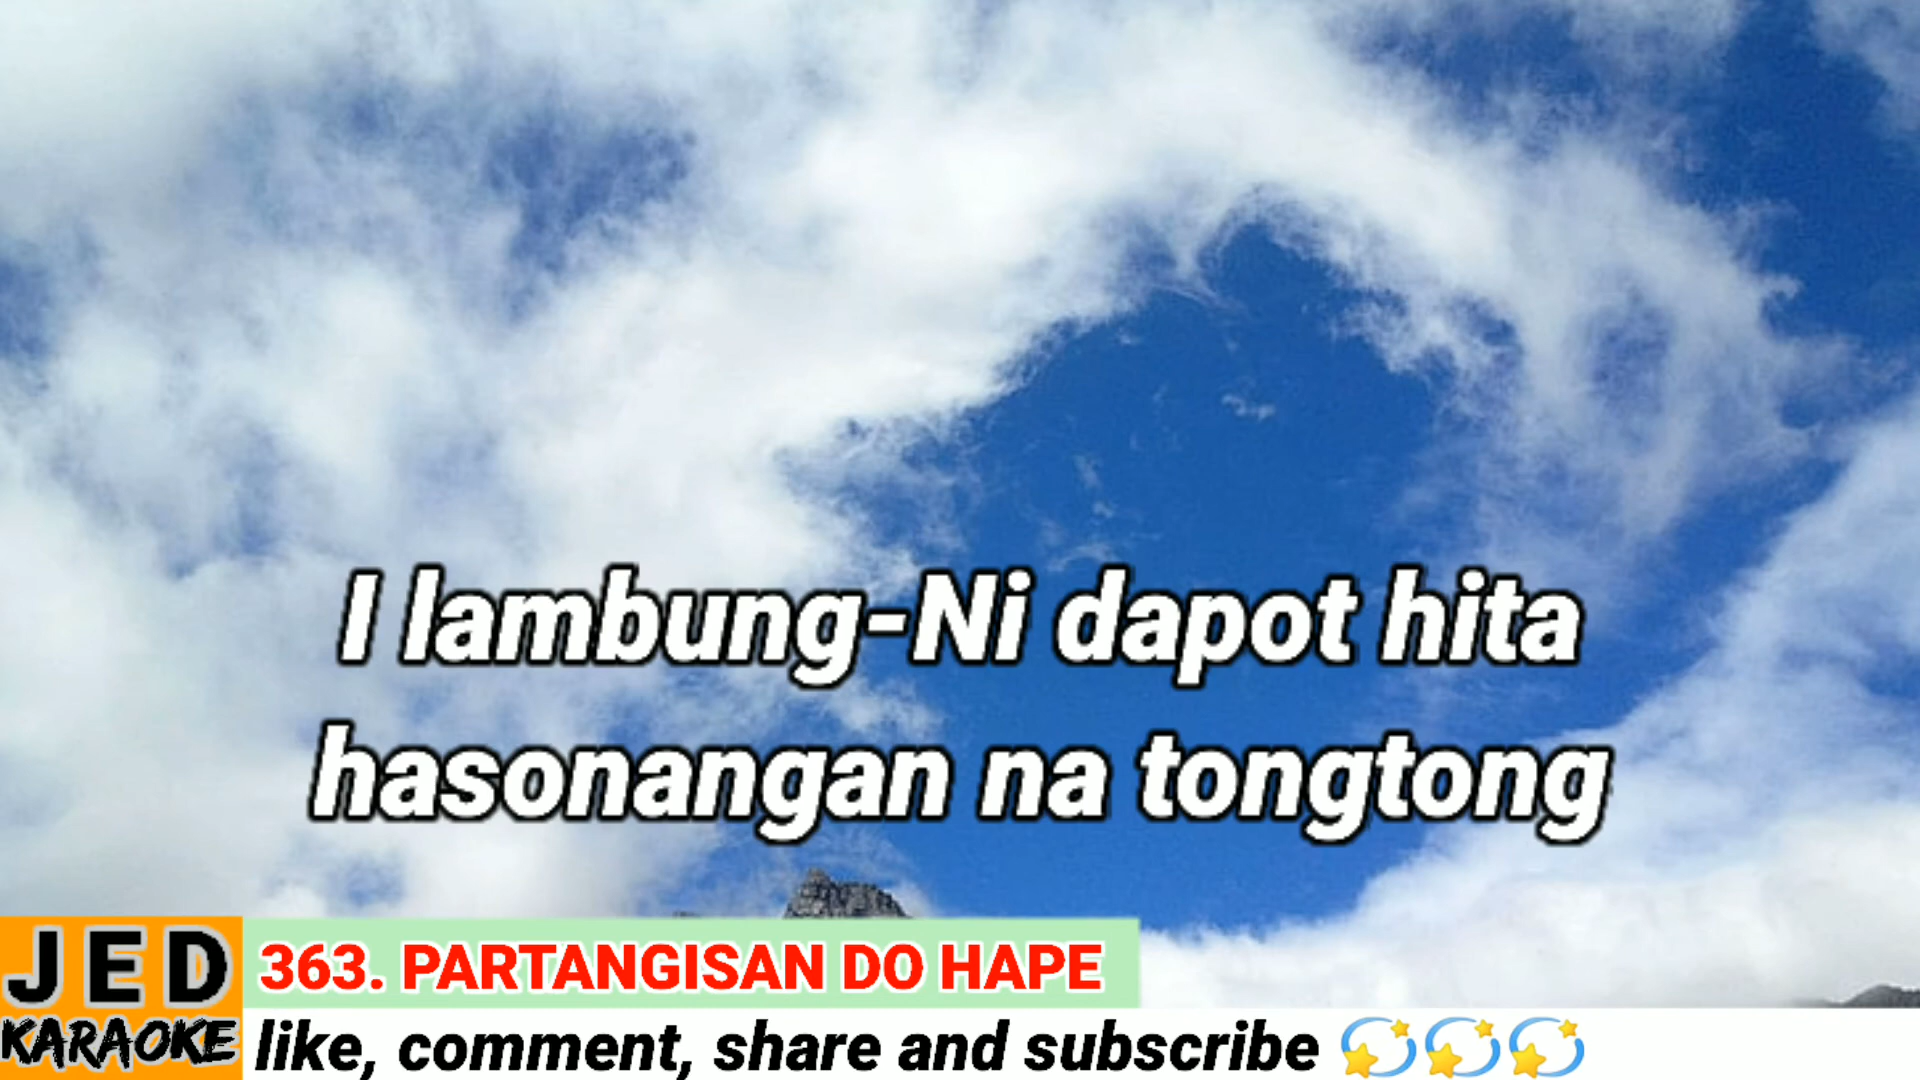 I lambung-Ni dapot hita
hasonangan na tongtong
JED
KARAOKE
363. PARTANGISAN DO HAPE
like, comment, share and subscribe 💫💫💫